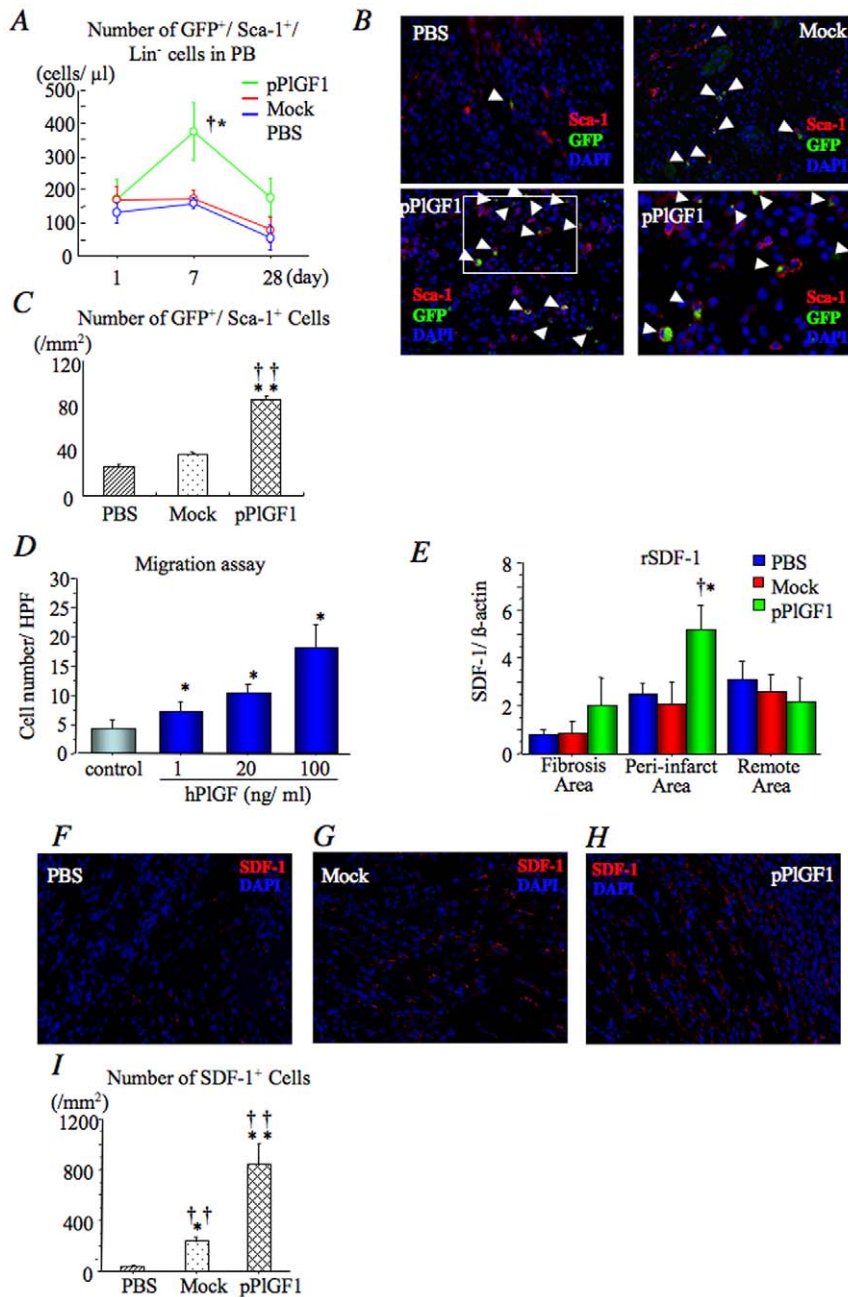 A
Number of GFP⁺/ Sca-1⁺/
Lin⁻ cells in PB
(cells/ μl)
pPlGF1
Mock
PBS
500
400
300
200
100
0
†*
1 7 28 (day)
B
PBS
Sca-1
GFP
DAPI
Mock
Sca-1
GFP
DAPI
pPlGF1
Sca-1
GFP
DAPI
pPlGF1
Sca-1
GFP
DAPI
C
Number of GFP⁺/ Sca-1⁺ Cells
(/mm²)
120
80
40
0
† †
* *
PBS Mock pPlGF1
D
Migration assay
Cell number/ HPF
30
25
20
15
10
5
0
* * *
control 1 20 100
hPlGF (ng/ ml)
E
rSDF-1
PBS
Mock
pPlGF1
SDF-1/ ß-actin
8
6
4
2
0
†*
Fibrosis Area
Peri-infarct Area
Remote Area
F
PBS
SDF-1
DAPI
G
Mock
SDF-1
DAPI
H
SDF-1
DAPI
pPlGF1
I
Number of SDF-1⁺ Cells
(/mm²)
1200
800
400
0
† †
*
† †
* *
PBS Mock pPlGF1